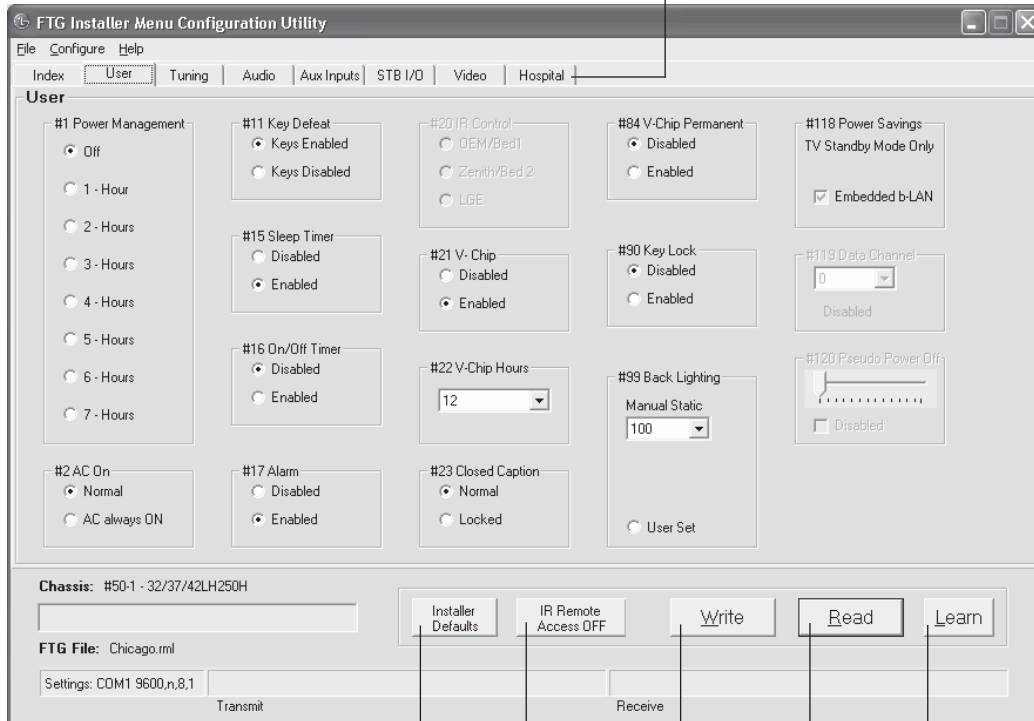 FTG Installer Menu Configuration Utility
File Configure Help
Index User Tuning Audio Aux Inputs STB I/O Video Hospital
User
#1 Power Management
Off
1 - Hour
2 - Hours
3 - Hours
4 - Hours
5 - Hours
6 - Hours
7 - Hours
#2 AC On
Normal
AC always ON
#11 Key Defeat
Keys Enabled
Keys Disabled
#15 Sleep Timer
Disabled
Enabled
#16 On/Off Timer
Disabled
Enabled
#17 Alarm
Disabled
Enabled
#20 IR Control
OEM/Bed1
Zenith/Bed 2
LGE
#21 V- Chip
Disabled
Enabled
#22 V-Chip Hours
12
#23 Closed Caption
Normal
Locked
#84 V-Chip Permanent
Disabled
Enabled
#90 Key Lock
Disabled
Enabled
#99 Back Lighting
Manual Static
100
User Set
#118 Power Savings
TV Standby Mode Only
Embedded b-LAN
#119 Data Channel
0
Disabled
#120 Pseudo Power Off
Disabled
Chassis: #50-1 - 32/37/42LH250H
FTG File: Chicago.rml
Installer
Defaults
IR Remote
Access OFF
Write
Read
Learn
Settings: COM1 9600,n,8,1
Transmit
Receive